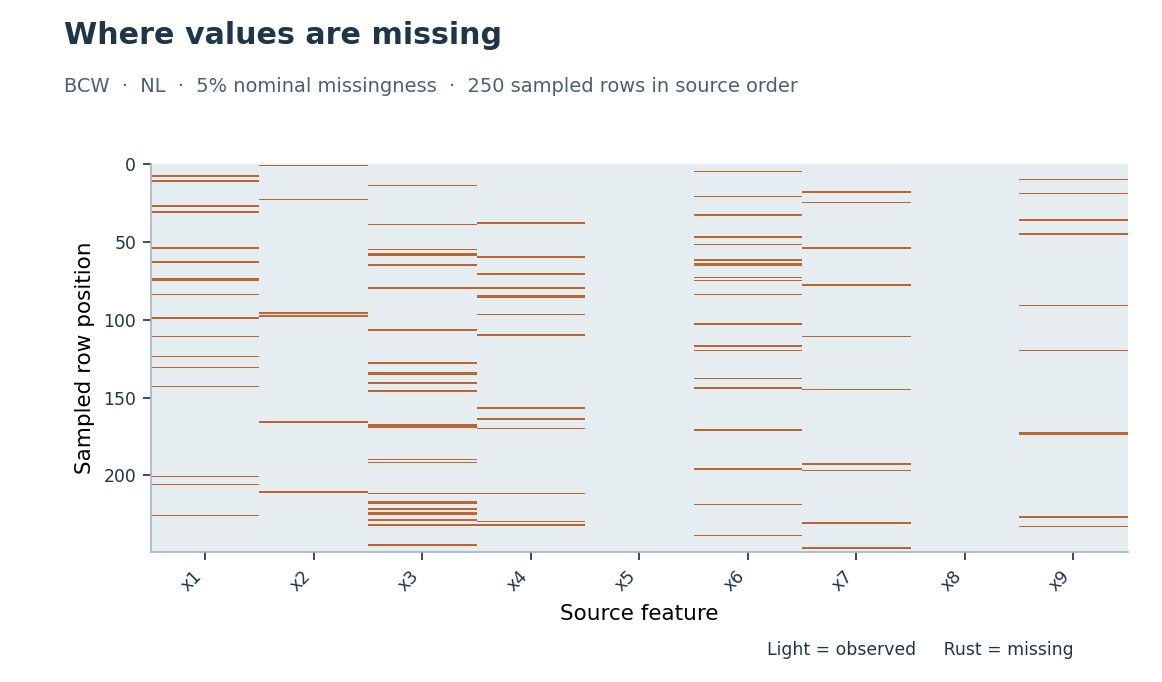 Where values are missing
BCW · NL · 5% nominal missingness · 250 sampled rows in source order
0
50
100
150
200
Sampled row position
x1 x2 x3 x4 x5 x6 x7 x8 x9
Source feature
Light = observed Rust = missing